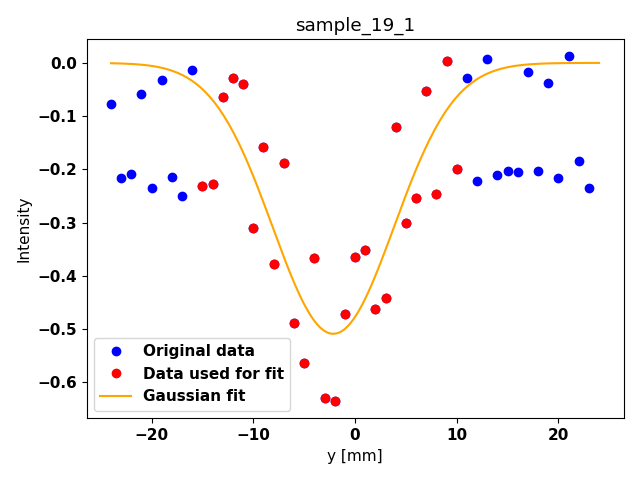 sample_19_1
0.0
−0.1
−0.2
−0.3
−0.4
−0.5
−0.6
Intensity
Original data
Data used for fit
Gaussian fit
−20
−10
0
10
20
y [mm]